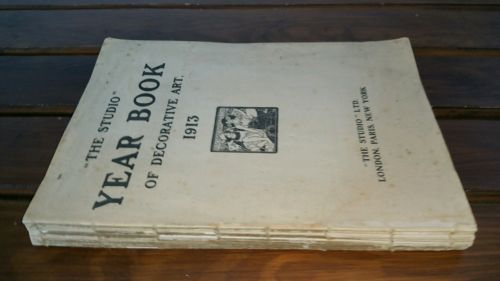 "THE STUDIO"
YEAR BOOK
OF DECORATIVE ART.
1913
"THE STUDIO" LTD.
LONDON, PARIS, NEW YORK